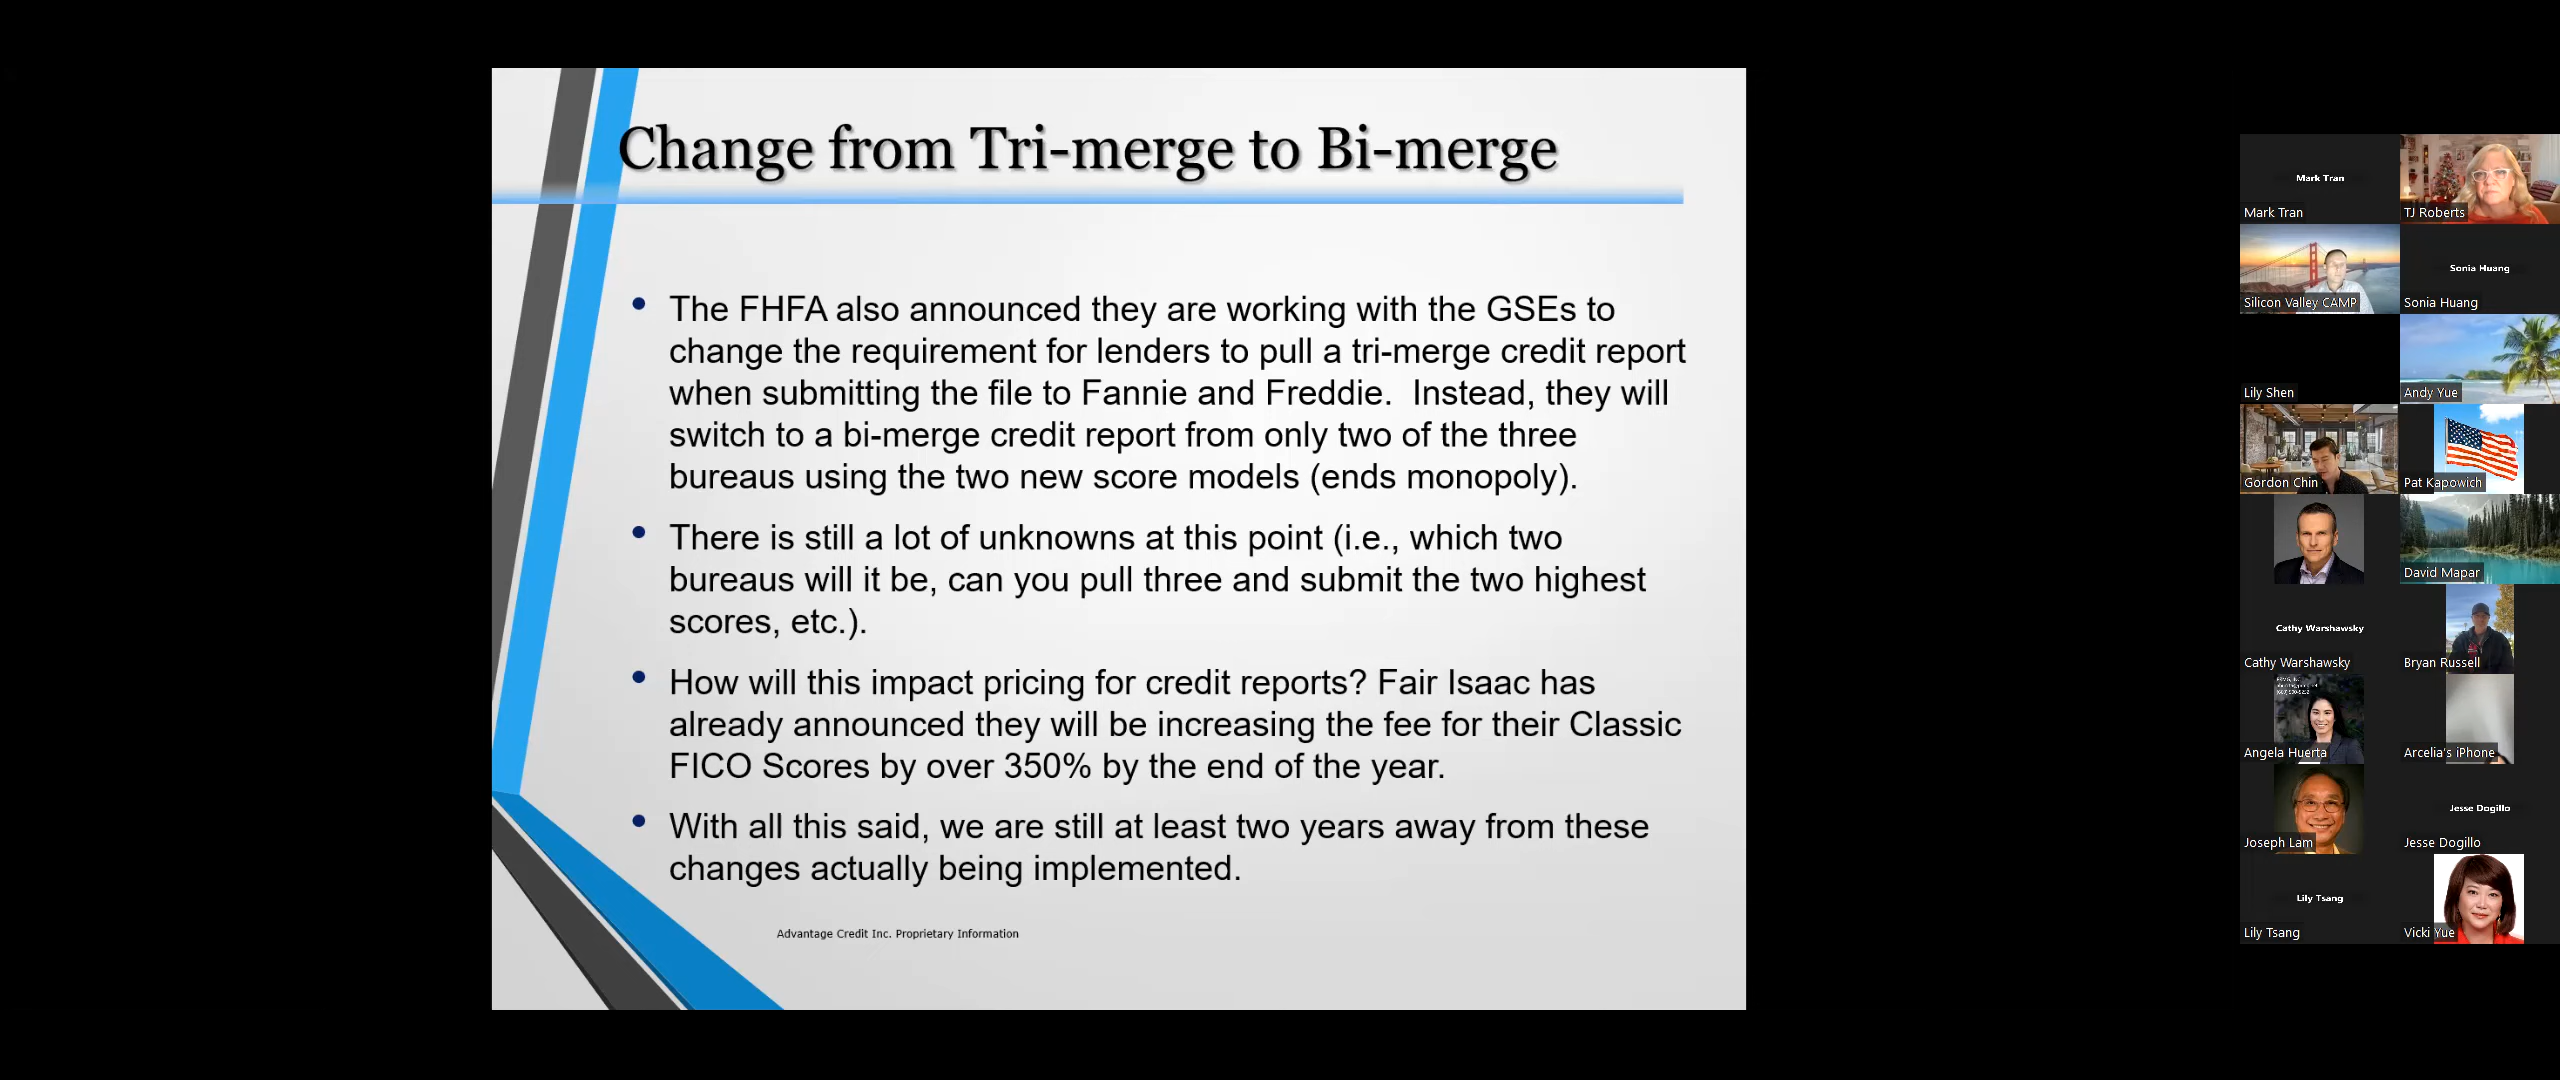 Change from Tri-merge to Bi-merge
The FHFA also announced they are working with the GSEs to
change the requirement for lenders to pull a tri-merge credit report
when submitting the file to Fannie and Freddie.  Instead, they will
switch to a bi-merge credit report from only two of the three
bureaus using the two new score models (ends monopoly).
There is still a lot of unknowns at this point (i.e., which two
bureaus will it be, can you pull three and submit the two highest
scores, etc.).
How will this impact pricing for credit reports? Fair Isaac has
already announced they will be increasing the fee for their Classic
FICO Scores by over 350% by the end of the year.
With all this said, we are still at least two years away from these
changes actually being implemented.
Advantage Credit Inc. Proprietary Information
Mark Tran
Mark Tran
TJ Roberts
Silicon Valley CAMP
Sonia Huang
Sonia Huang
Lily Shen
Andy Yue
Gordon Chin
Pat Kapowich
David Mapar
Cathy Warshawsky
Cathy Warshawsky
Bryan Russell
Angela Huerta
Arcelia's iPhone
Joseph Lam
Jesse Dogillo
Jesse Dogillo
Lily Tsang
Lily Tsang
Vicki Yue